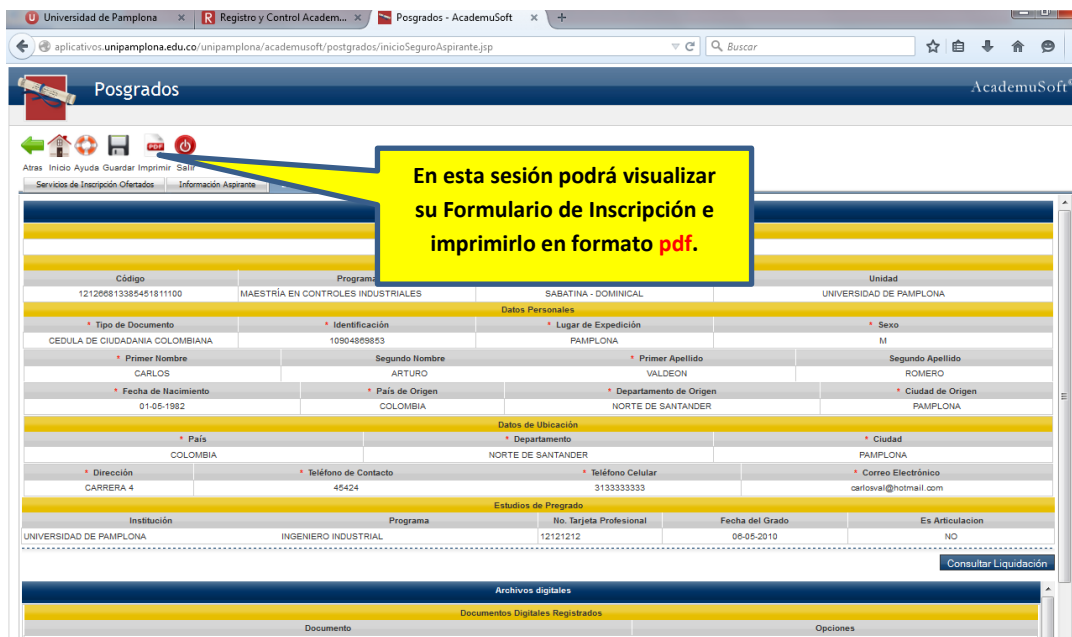 Universidad de Pamplona
Registro y Control Academ...
Posgrados - AcademuSoft
aplicativos.unipamplona.edu.co/unipamplona/academusoft/postgrados/inicioSeguroAspirante.jsp
Buscar
Posgrados
AcademuSoft
PDF
Atras Inicio Ayuda Guardar Imprimir Salir
Servicios de Inscripción Ofertados Información Aspirante
En esta sesión podrá visualizar
su Formulario de Inscripción e
imprimirlo en formato pdf.
Código Programa Unidad
121266813385451811100 MAESTRÍA EN CONTROLES INDUSTRIALES SABATINA - DOMINICAL UNIVERSIDAD DE PAMPLONA
Datos Personales
* Tipo de Documento * Identificación * Lugar de Expedición * Sexo
CEDULA DE CIUDADANIA COLOMBIANA 10904869853 PAMPLONA M
* Primer Nombre Segundo Nombre * Primer Apellido Segundo Apellido
CARLOS ARTURO VALDEON ROMERO
* Fecha de Nacimiento * País de Origen * Departamento de Origen * Ciudad de Origen
01-05-1982 COLOMBIA NORTE DE SANTANDER PAMPLONA
Datos de Ubicación
* País * Departamento * Ciudad
COLOMBIA NORTE DE SANTANDER PAMPLONA
* Dirección * Teléfono de Contacto * Teléfono Celular * Correo Electrónico
CARRERA 4 45424 3133333333 carlosval@hotmail.com
Estudios de Pregrado
Institución Programa No. Tarjeta Profesional Fecha del Grado Es Articulacion
UNIVERSIDAD DE PAMPLONA INGENIERO INDUSTRIAL 12121212 06-05-2010 NO
Consultar Liquidación
Archivos digitales
Documentos Digitales Registrados
Documento Opciones